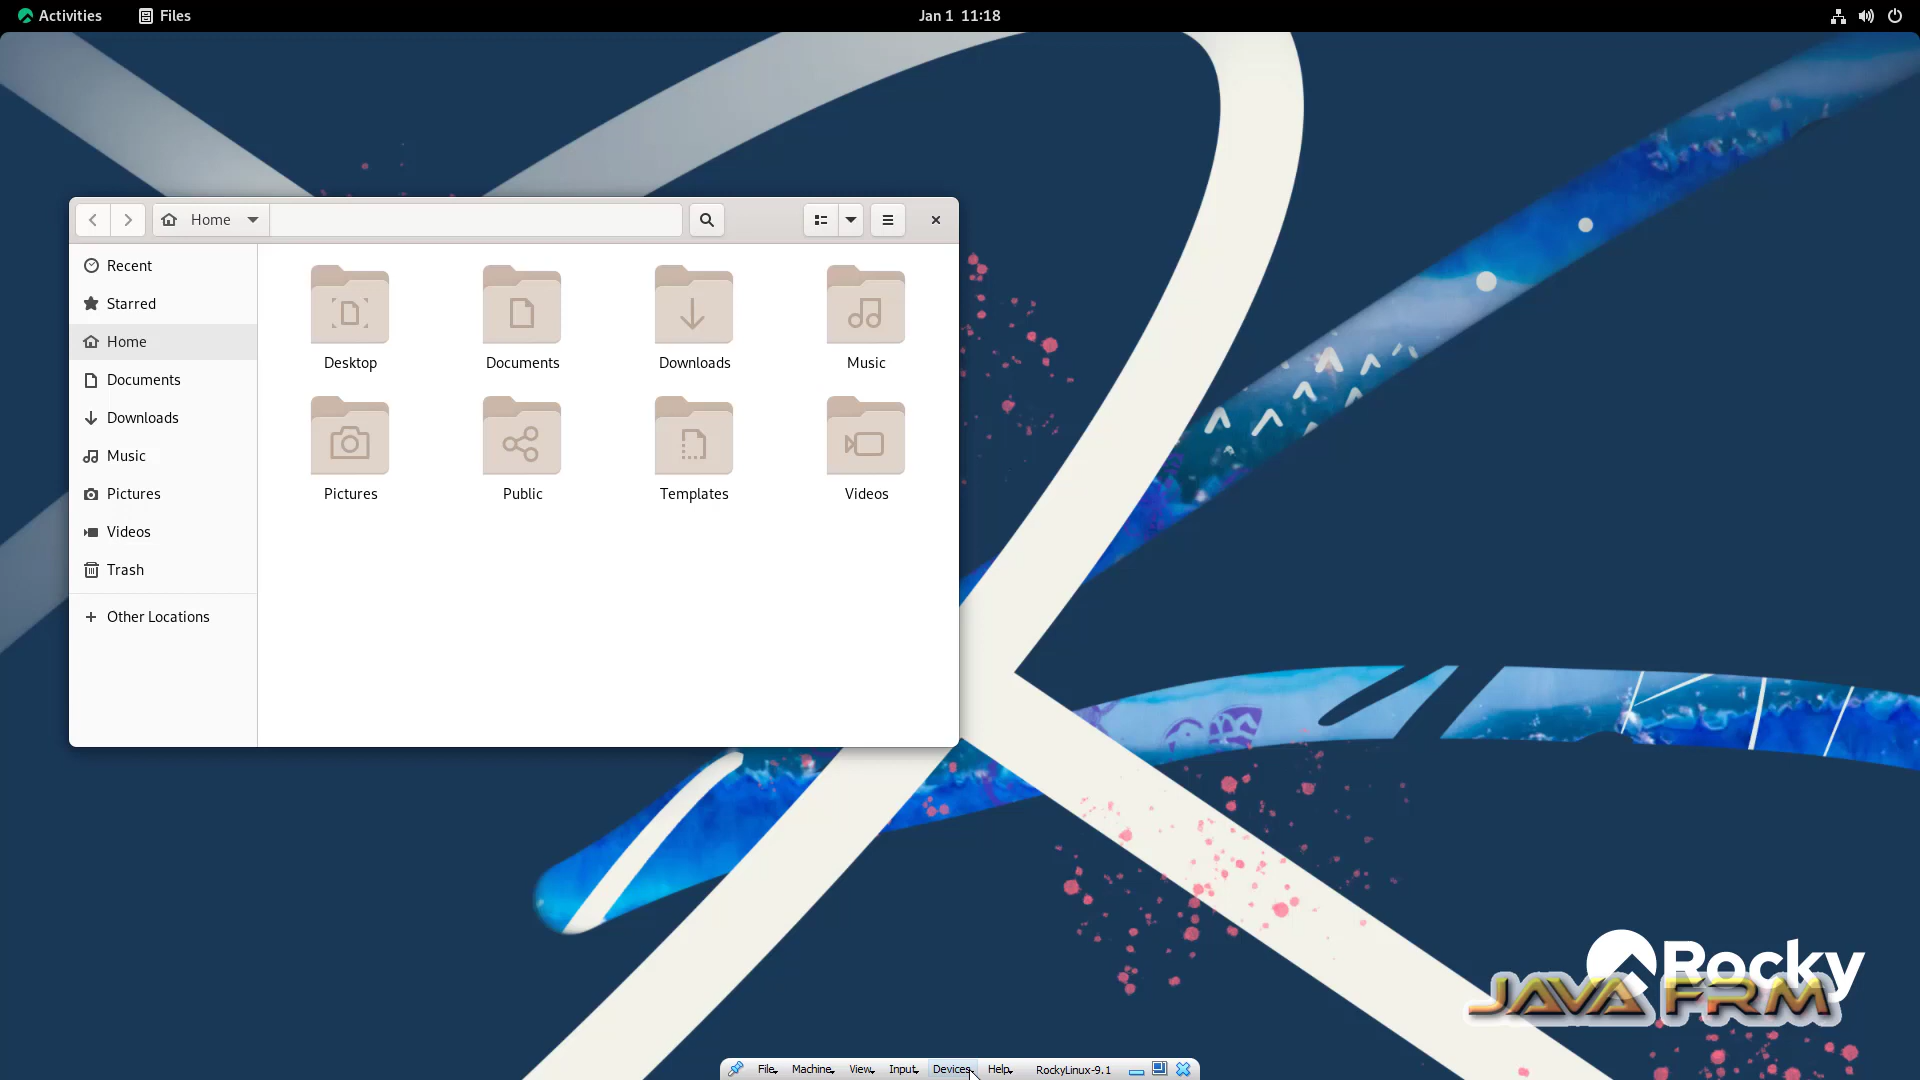 Activities Files Jan 1 11:18
Home
Recent
Starred
Home
Documents
Downloads
Music
Pictures
Videos
Trash
Other Locations
Desktop Documents Downloads Music
Pictures Public Templates Videos
Rocky
JAVA FRM
File Machine View Input Devices Help RockyLinux-9.1